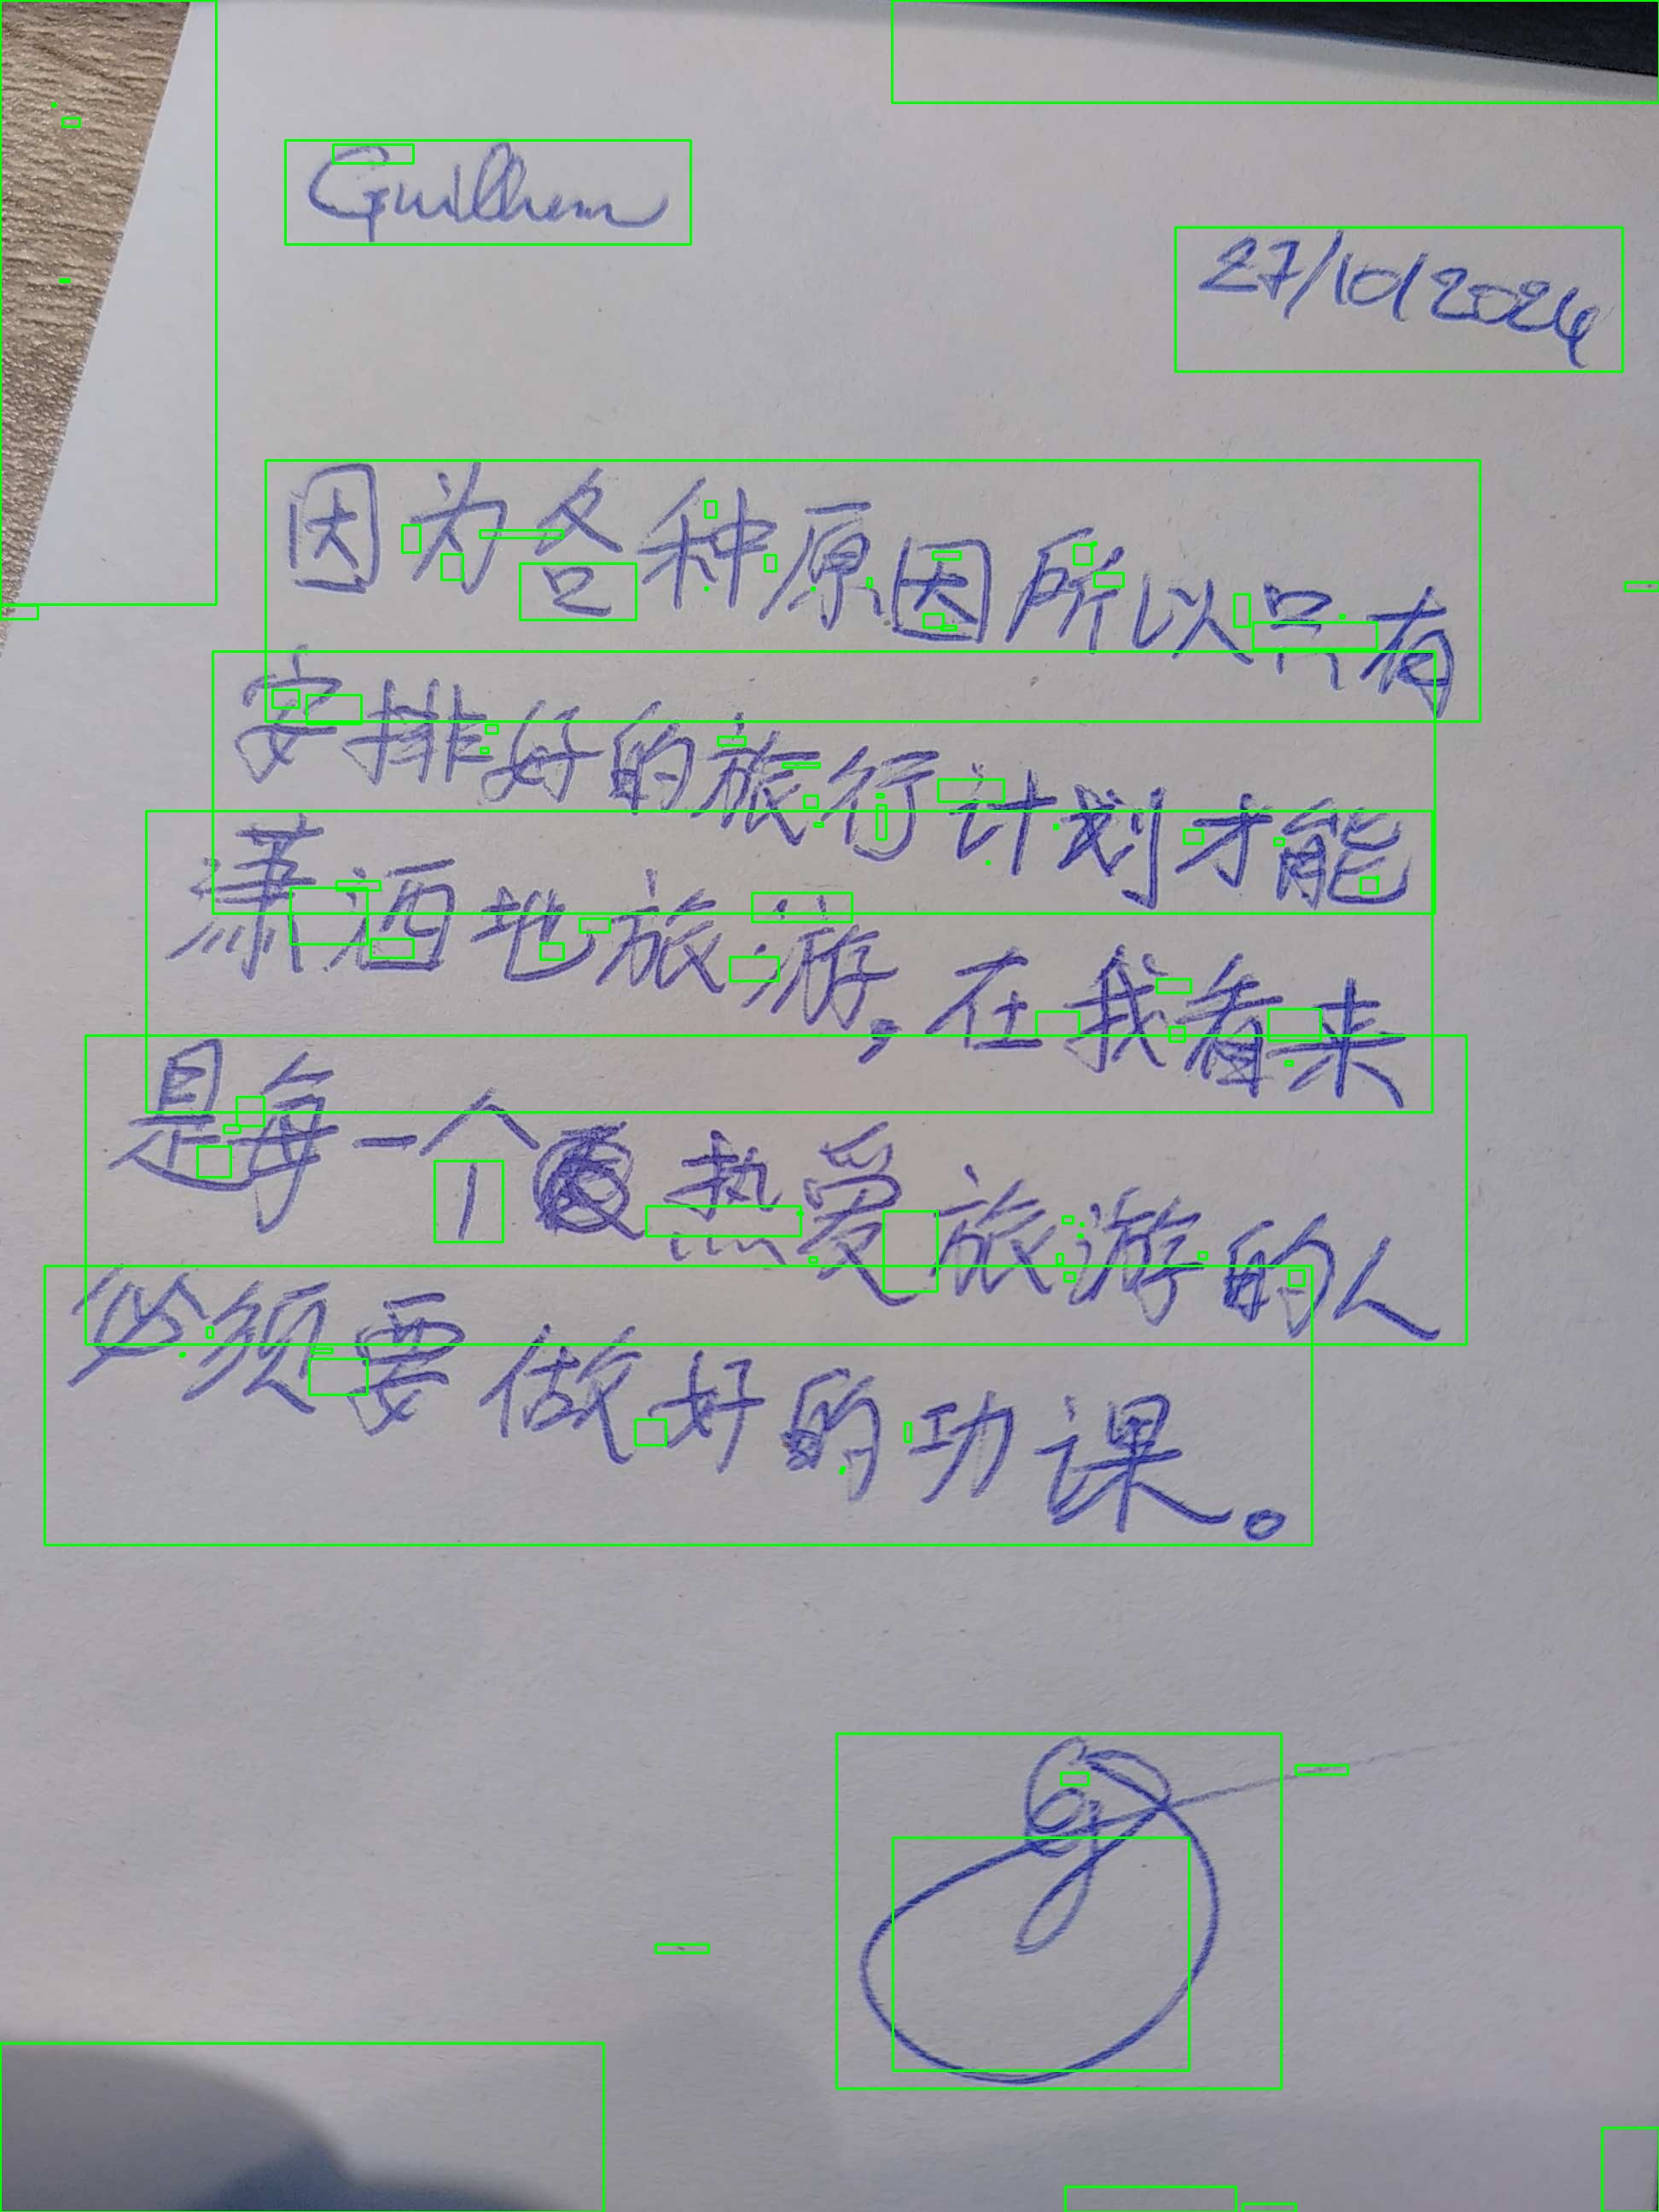 Guilhem
27/10/2024
因为各种原因所以只有
安排好的旅行计划才能
潇洒地旅游,在我看来
是每一个热爱旅游的人
必须要做好的功课。